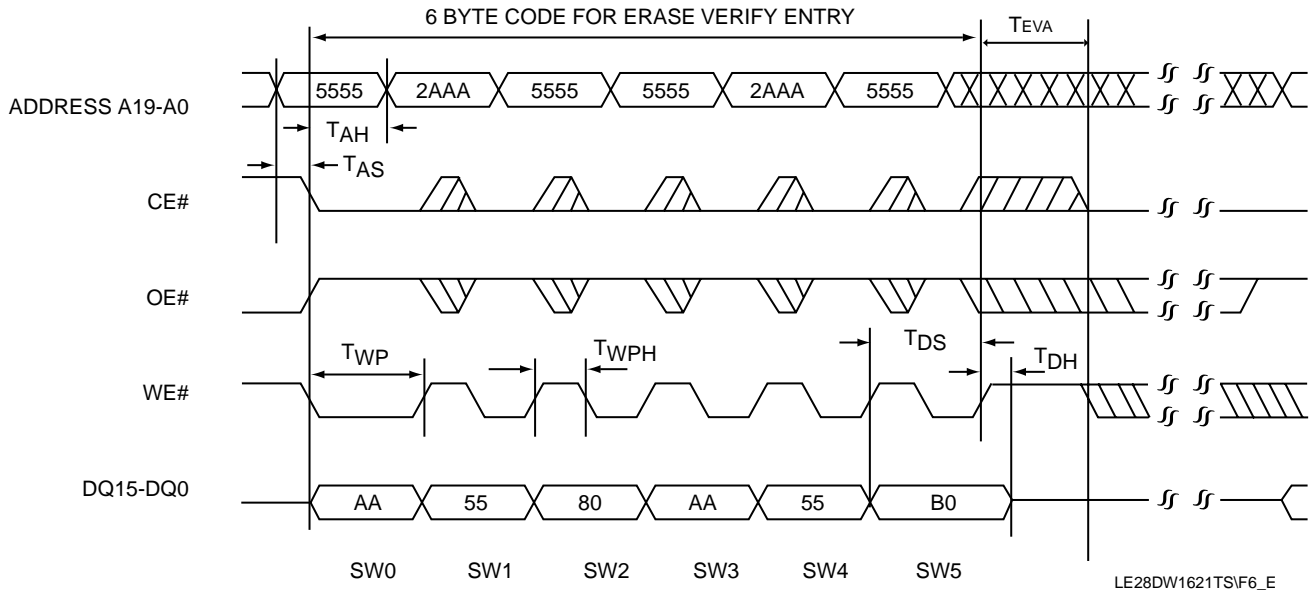 6 BYTE CODE FOR ERASE VERIFY ENTRY
TEVA
ADDRESS A19-A0
5555 2AAA 5555 5555 2AAA 5555
TAH
TAS
CE#
OE#
TWP TWPH TDS TDH
WE#
DQ15-DQ0
AA 55 80 AA 55 B0
SW0 SW1 SW2 SW3 SW4 SW5
LE28DW1621TS\F6_E